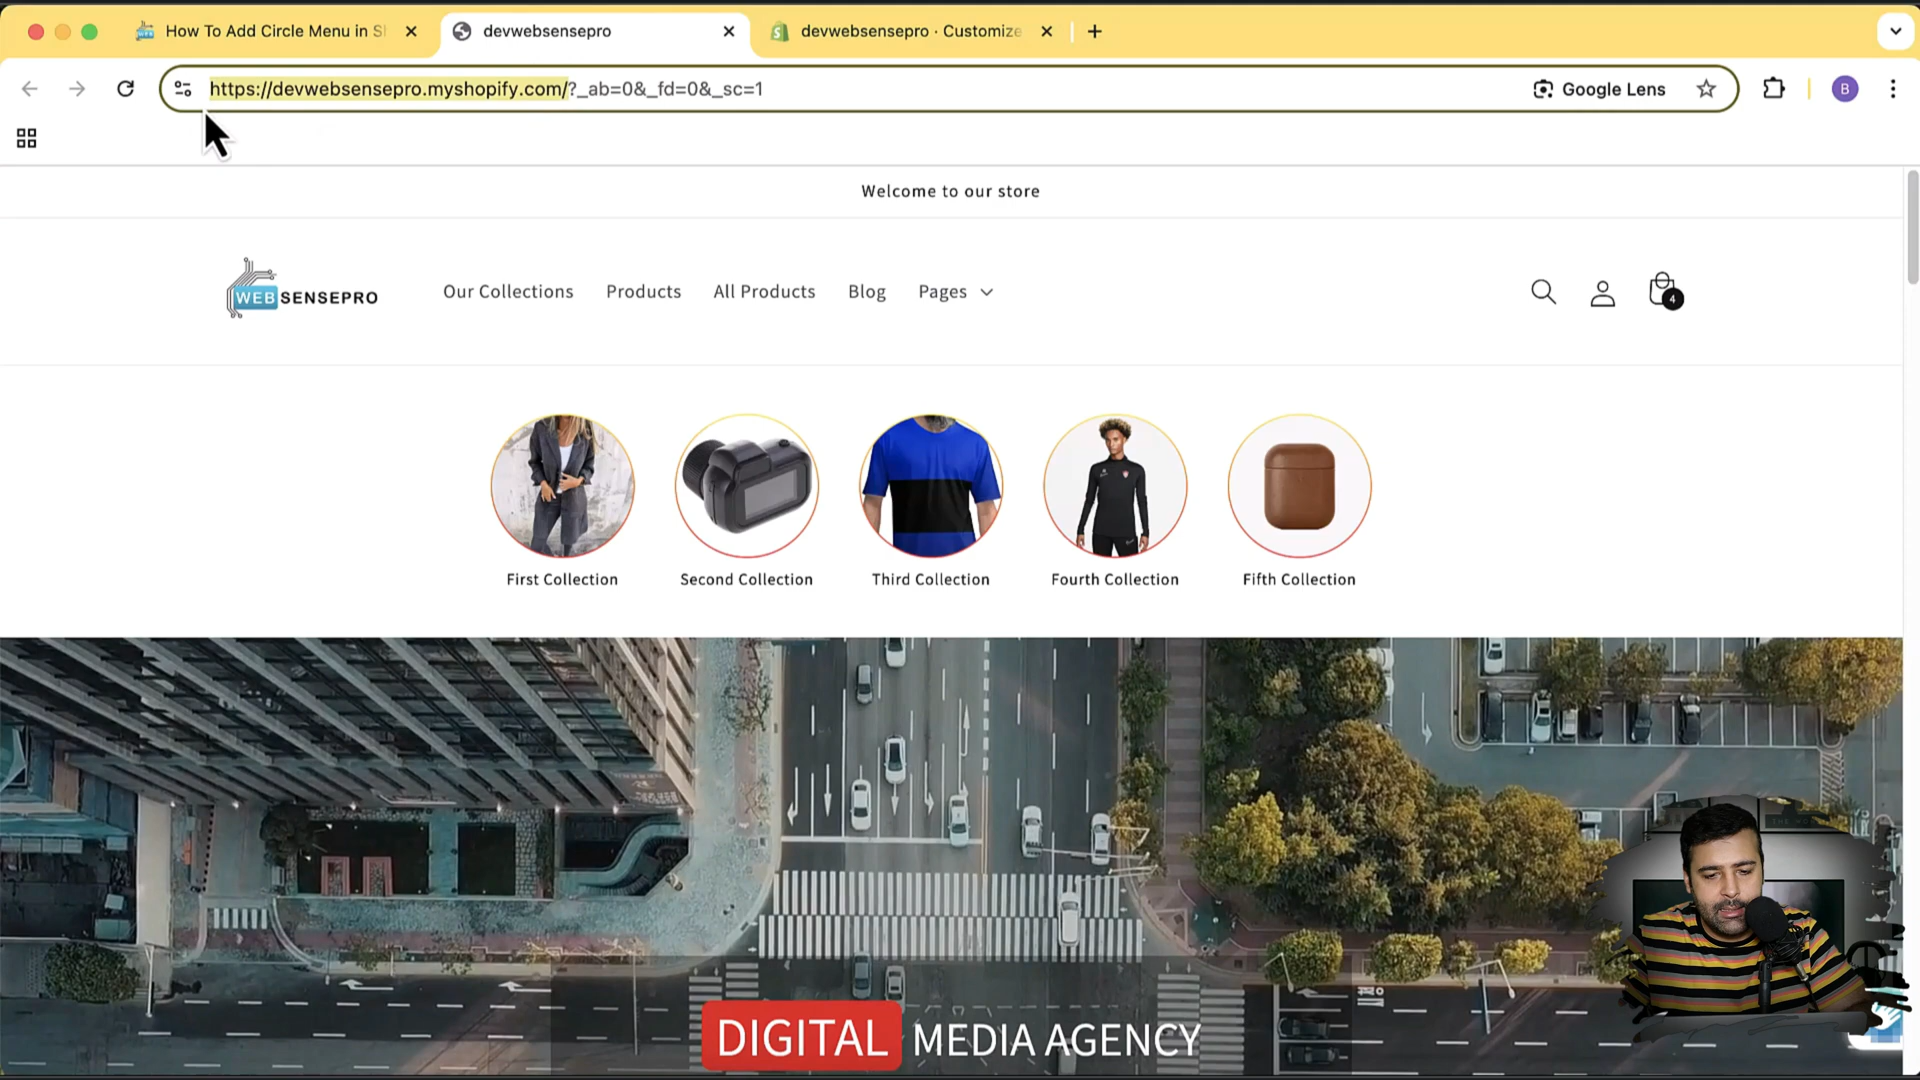 How To Add Circle Menu in Sh
devwebsensepro
devwebsensepro · Customize
https://devwebsensepro.myshopify.com/?_ab=0&_fd=0&_sc=1
Google Lens
B
Welcome to our store
WEBSENSEPRO
Our Collections
Products
All Products
Blog
Pages
4
First Collection
Second Collection
Third Collection
Fourth Collection
Fifth Collection
DIGITAL MEDIA AGENCY